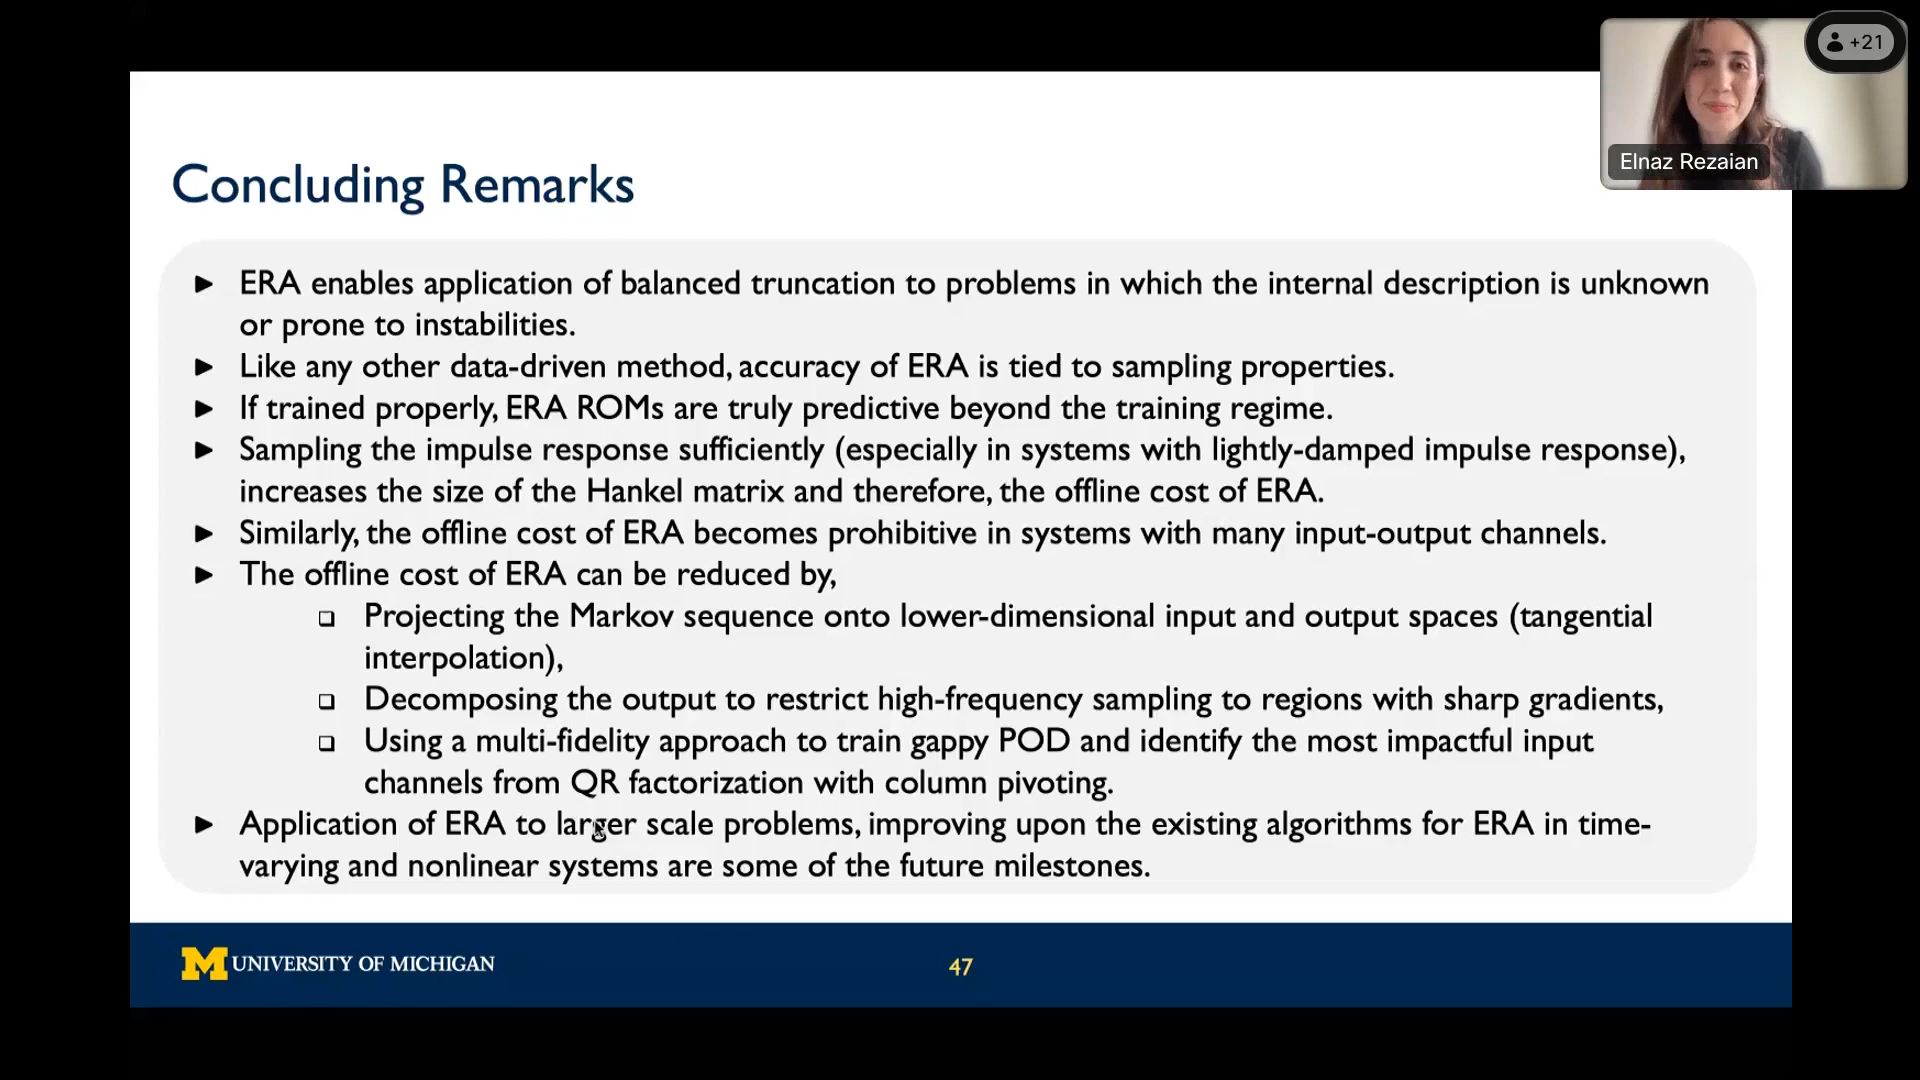 +21
Elnaz Rezaian
Concluding Remarks
► ERA enables application of balanced truncation to problems in which the internal description is unknown
or prone to instabilities.
► Like any other data-driven method, accuracy of ERA is tied to sampling properties.
► If trained properly, ERA ROMs are truly predictive beyond the training regime.
► Sampling the impulse response sufficiently (especially in systems with lightly-damped impulse response),
increases the size of the Hankel matrix and therefore, the offline cost of ERA.
► Similarly, the offline cost of ERA becomes prohibitive in systems with many input-output channels.
► The offline cost of ERA can be reduced by,
❑ Projecting the Markov sequence onto lower-dimensional input and output spaces (tangential
interpolation),
❑ Decomposing the output to restrict high-frequency sampling to regions with sharp gradients,
❑ Using a multi-fidelity approach to train gappy POD and identify the most impactful input
channels from QR factorization with column pivoting.
► Application of ERA to larger scale problems, improving upon the existing algorithms for ERA in time-
varying and nonlinear systems are some of the future milestones.
M UNIVERSITY OF MICHIGAN
47